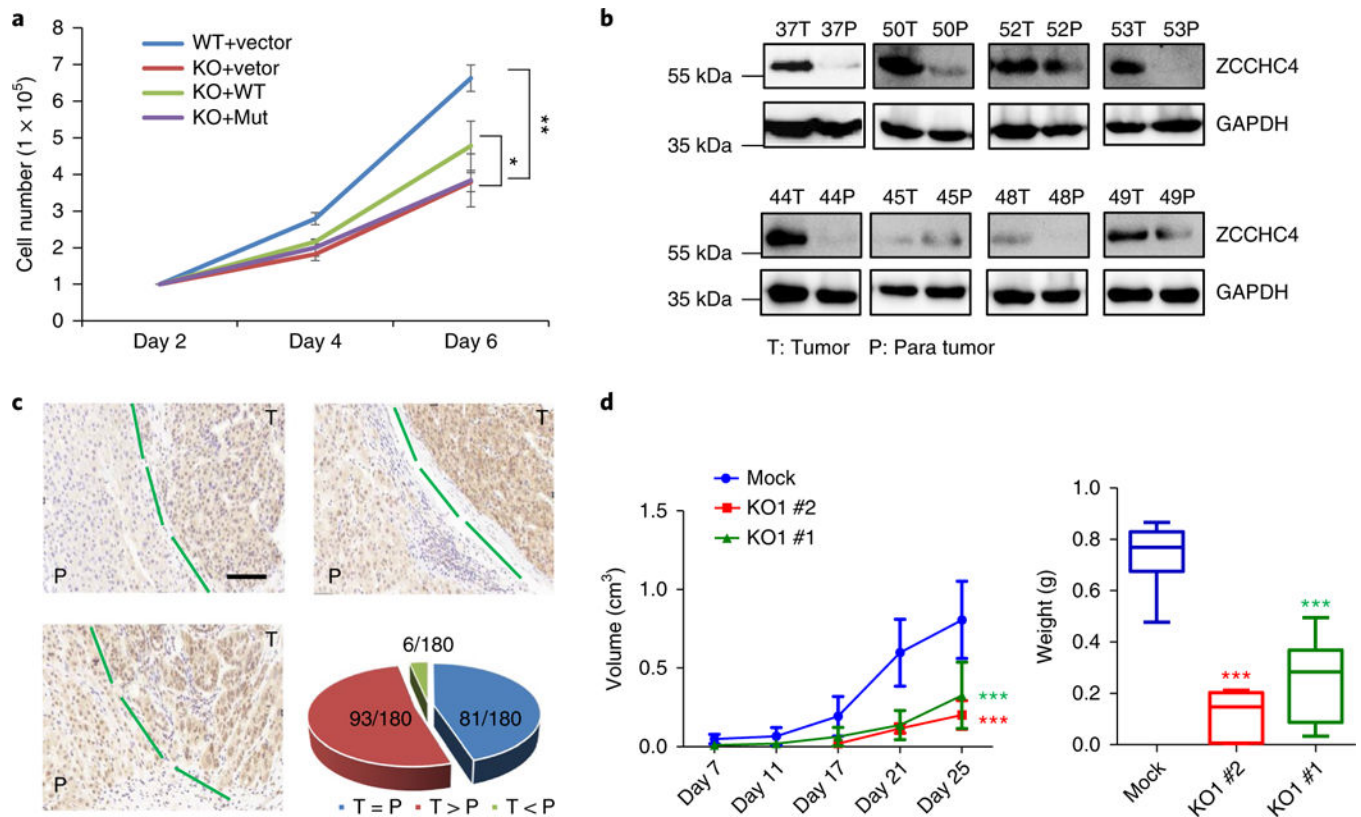 a
8
7
6
5
4
3
2
1
0
Cell number (1 × 10⁵)
WT+vector
KO+vetor
KO+WT
KO+Mut
**
*
Day 2 Day 4 Day 6
b
37T 37P 50T 50P 52T 52P 53T 53P
55 kDa
ZCCHC4
35 kDa
GAPDH
44T 44P 45T 45P 48T 48P 49T 49P
55 kDa
ZCCHC4
35 kDa
GAPDH
T: Tumor P: Para tumor
c
T
P
T
P
T
P
6/180
93/180
81/180
T = P T > P T < P
d
Mock
KO1 #2
KO1 #1
Volume (cm³)
1.5
1.0
0.5
0.0
***
***
Day 7 Day 11 Day 17 Day 21 Day 25
Weight (g)
1.0
0.8
0.6
0.4
0.2
0.0
***
***
Mock KO1 #2 KO1 #1